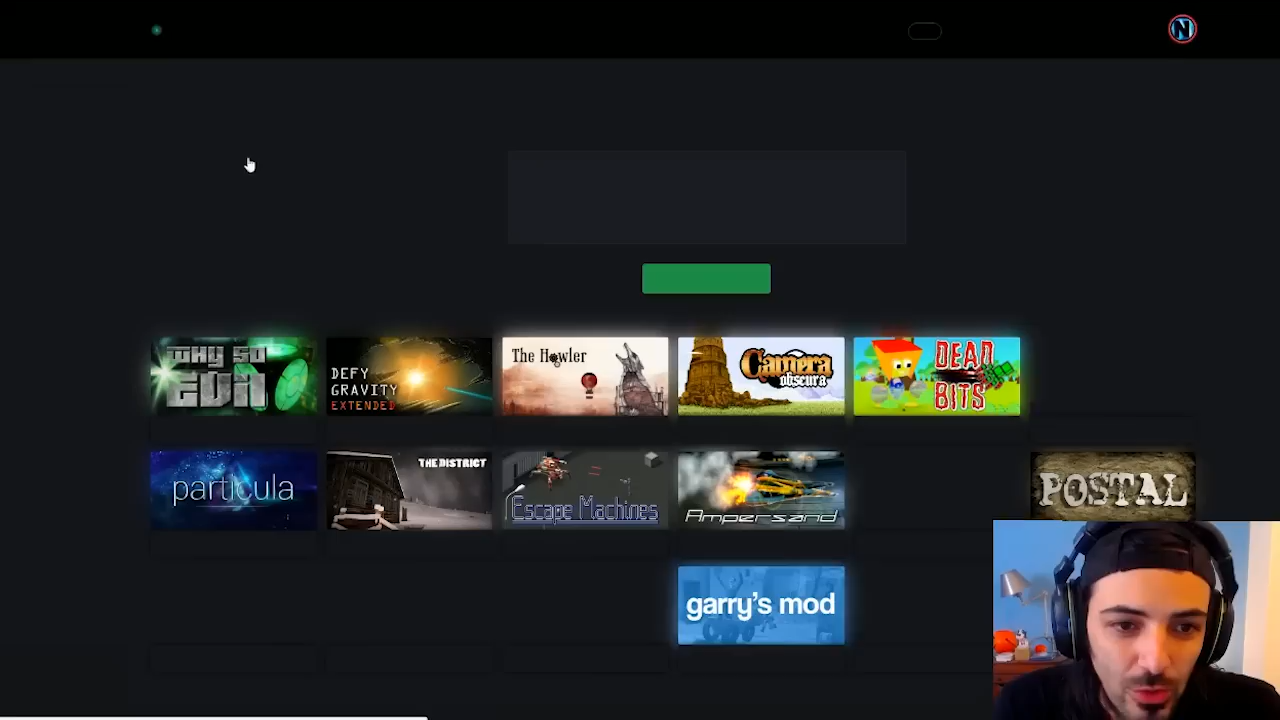 N
WHY SO EVIL
DEFY GRAVITY EXTENDED
The Howler
Camera obscura
DEAD BITS
particula
THE DISTRICT
Escape Machines
Ampersand
POSTAL
garry's mod